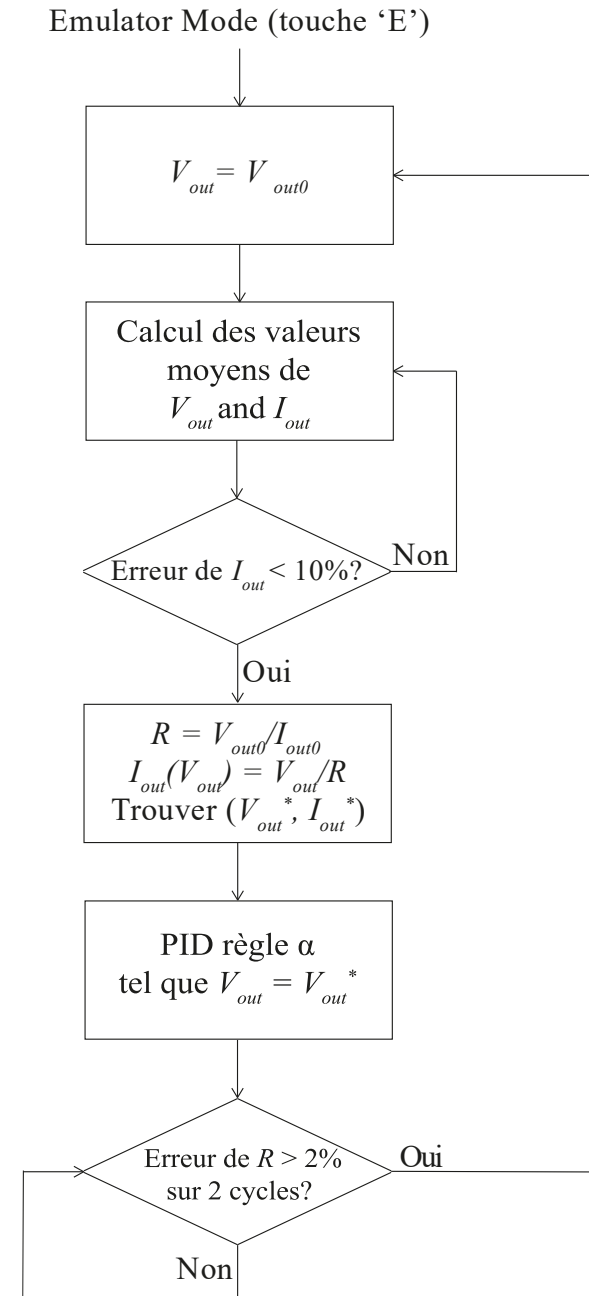 Emulator Mode (touche ‘E’)
V_out = V_out0
Calcul des valeurs
moyens de
V_out and I_out
Erreur de I_out < 10%?
Non
Oui
R = V_out0/I_out0
I_out(V_out) = V_out/R
Trouver (V_out*, I_out*)
PID règle α
tel que V_out = V_out*
Erreur de R > 2%
sur 2 cycles?
Oui
Non